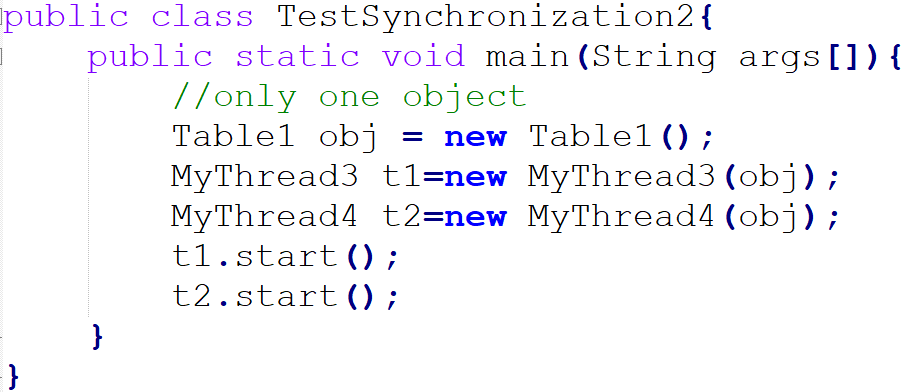 public class TestSynchronization2{
    public static void main(String args[]){
        //only one object
        Table1 obj = new Table1();
        MyThread3 t1=new MyThread3(obj);
        MyThread4 t2=new MyThread4(obj);
        t1.start();
        t2.start();
    }
}